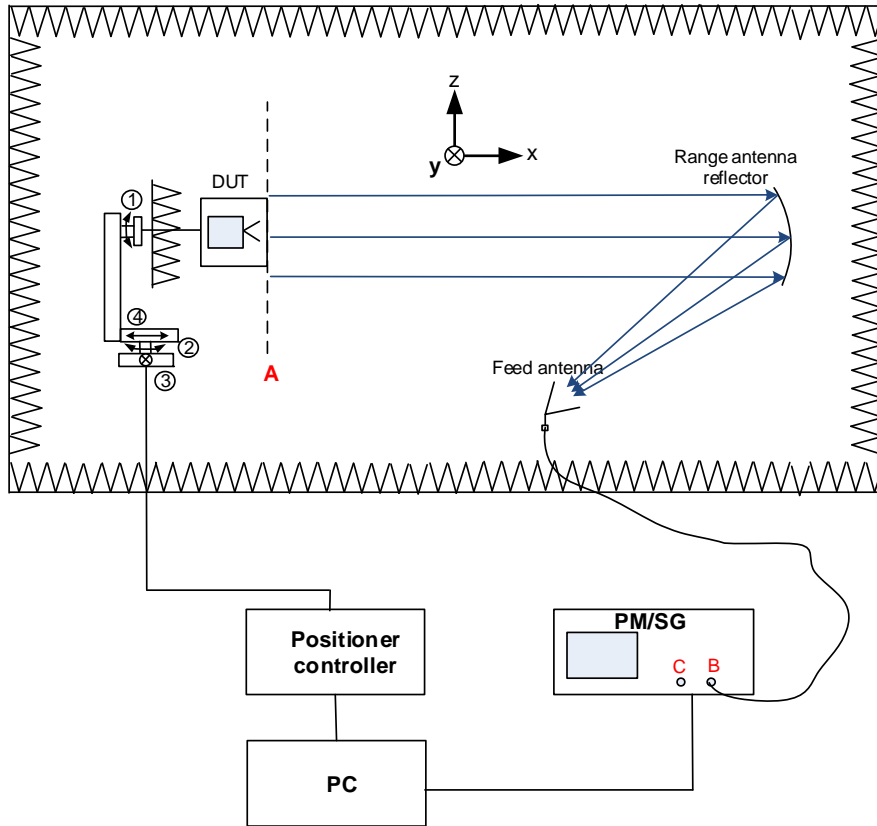 z
x
y
Range antenna
reflector
DUT
①
④
②
③
A
Feed antenna
PM/SG
C
B
Positioner
controller
PC